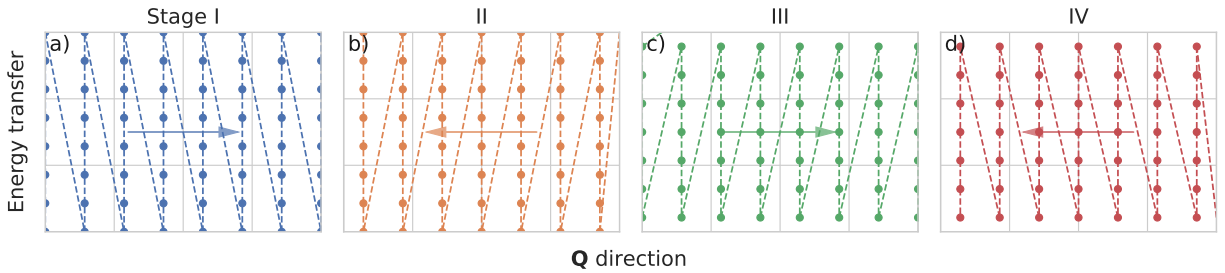 Stage I
II
III
IV
a)
b)
c)
d)
Energy transfer
Q direction